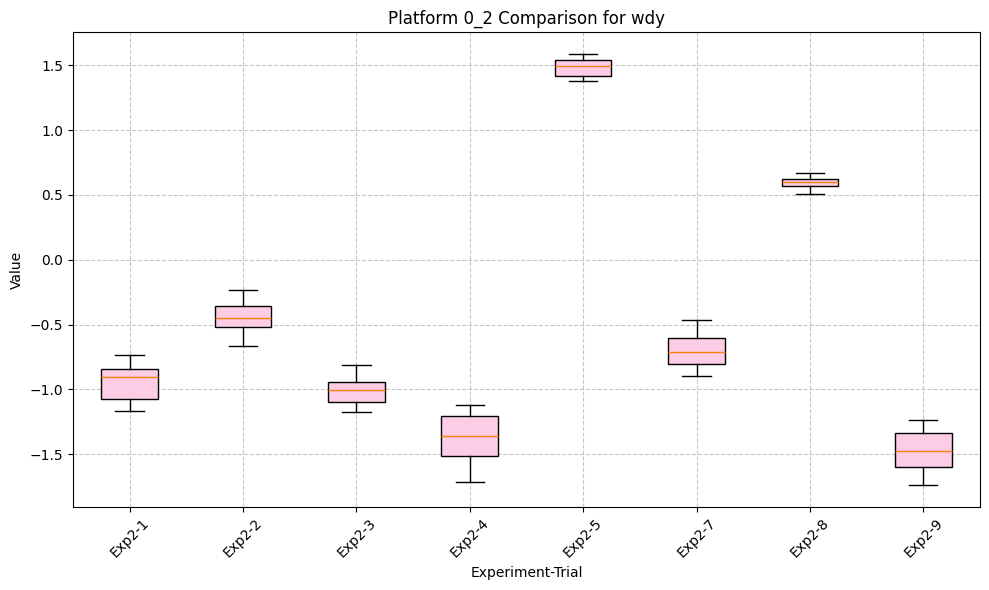 Platform 0_2 Comparison for wdy
Value
1.5
1.0
0.5
0.0
−0.5
−1.0
−1.5
Exp2-1
Exp2-2
Exp2-3
Exp2-4
Exp2-5
Exp2-7
Exp2-8
Exp2-9
Experiment-Trial